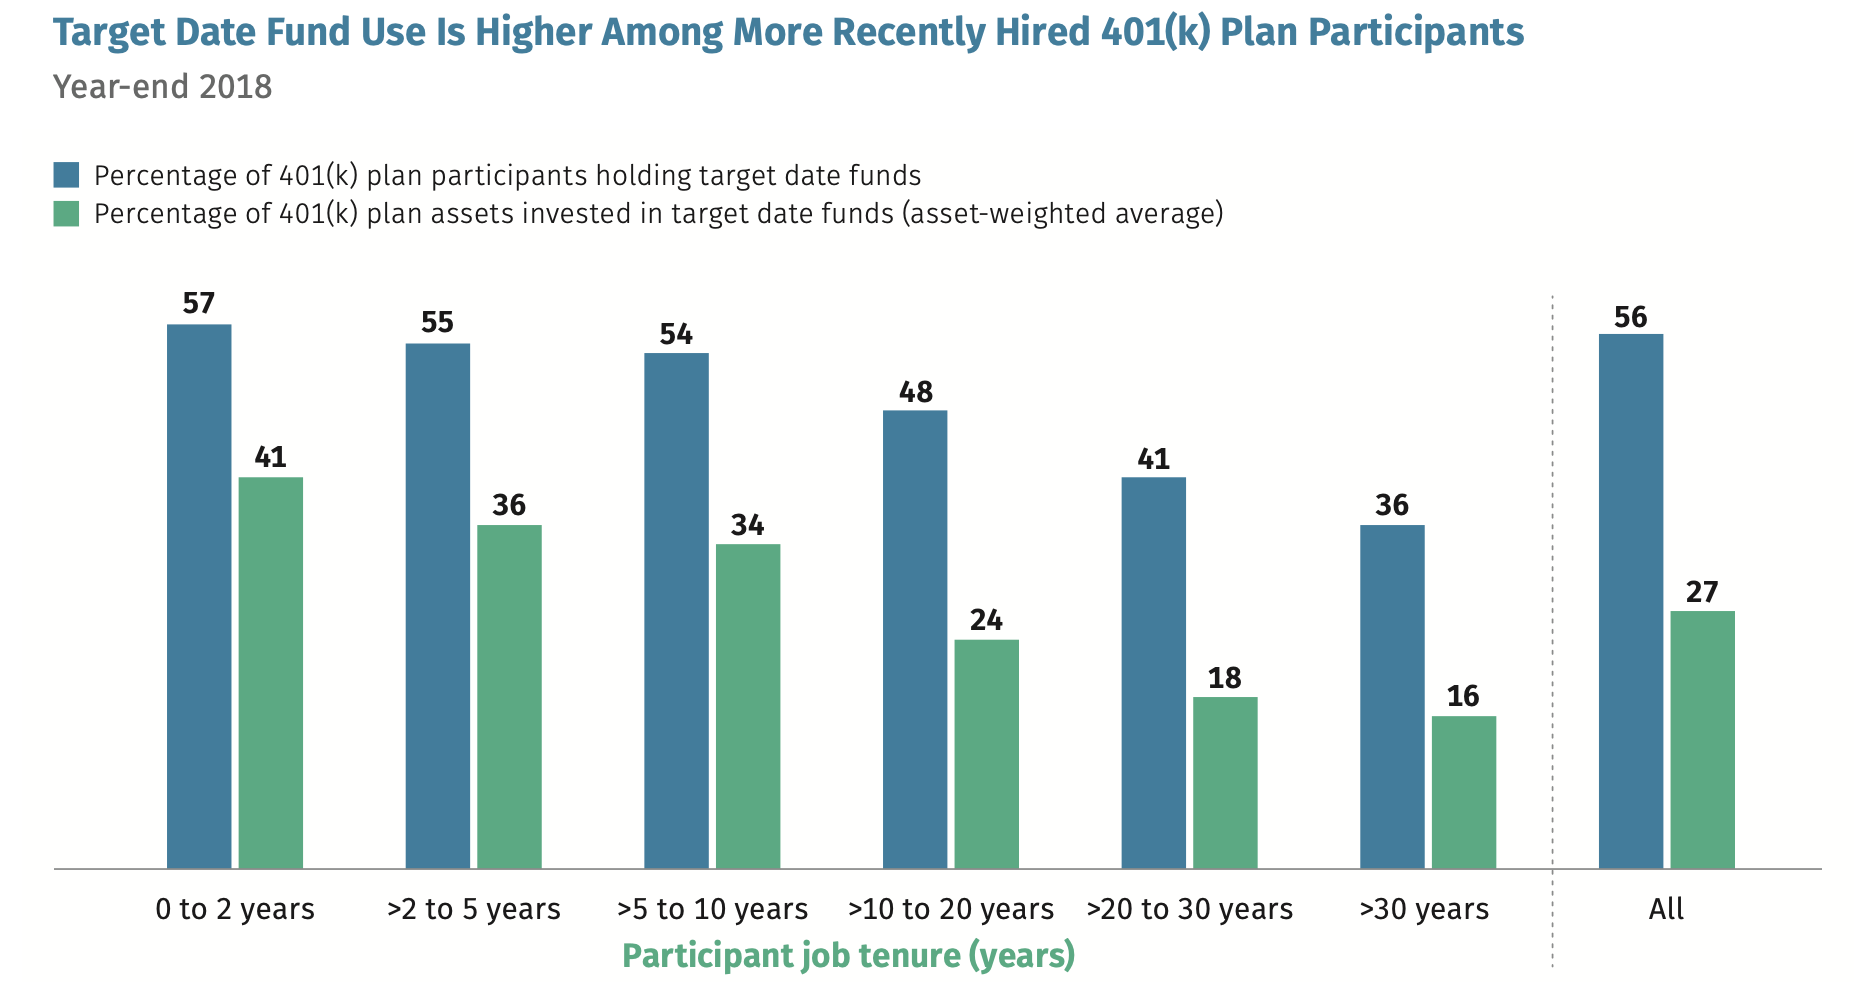 Target Date Fund Use Is Higher Among More Recently Hired 401(k) Plan Participants
Year-end 2018
Percentage of 401(k) plan participants holding target date funds
Percentage of 401(k) plan assets invested in target date funds (asset-weighted average)
57
41
55
36
54
34
48
24
41
18
36
16
56
27
0 to 2 years
>2 to 5 years
>5 to 10 years
>10 to 20 years
>20 to 30 years
>30 years
All
Participant job tenure (years)